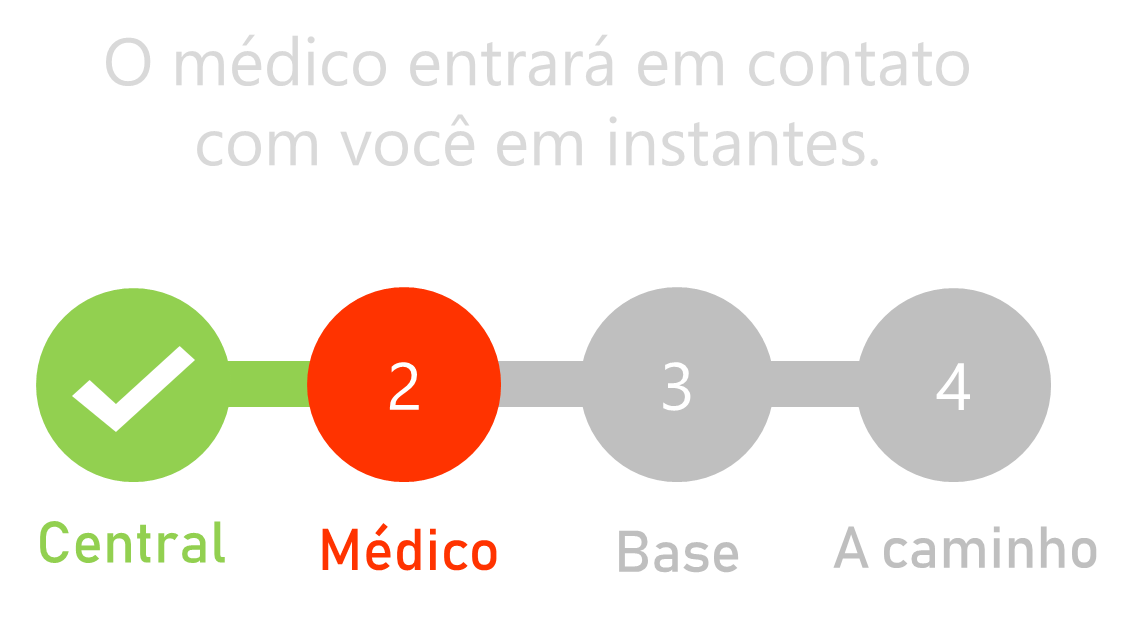 O médico entrará em contato
com você em instantes.
2 3 4
Central Médico Base A caminho